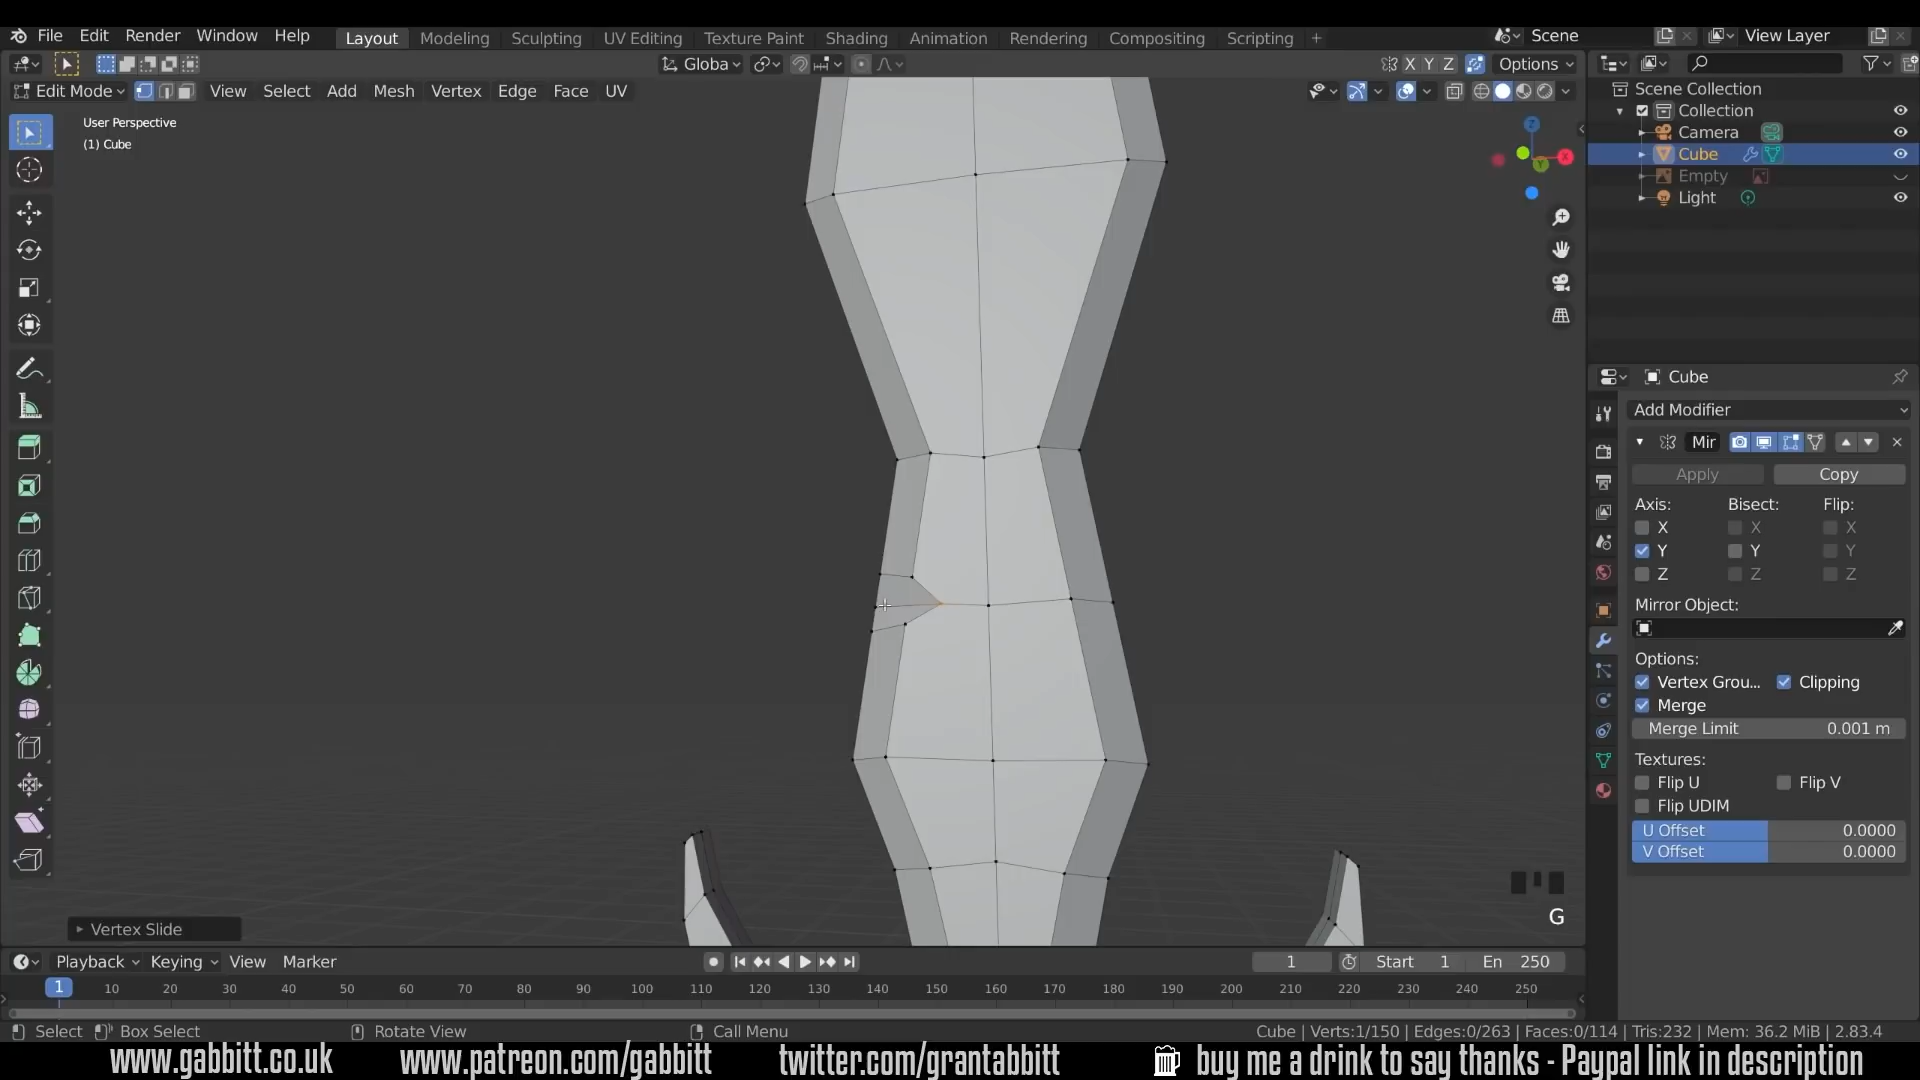 File Edit Render Window Help Layout Modeling Sculpting UV Editing Texture Paint Shading Animation Rendering Compositing Scripting + Scene View Layer
Globa X Y Z Options
Edit Mode View Select Add Mesh Vertex Edge Face UV
User Perspective
(1) Cube
Z
X
Y
Scene Collection
Collection
Camera
Cube
Empty
Light
Cube
Add Modifier
Mir
Apply Copy
Axis: Bisect: Flip:
X X X
Y Y Y
Z Z Z
Mirror Object:
Options:
Vertex Grou... Clipping
Merge
Merge Limit 0.001 m
Textures:
Flip U Flip V
Flip UDIM
U Offset 0.0000
V Offset 0.0000
G
Vertex Slide
Playback Keying View Marker 1 Start 1 En 250
1 10 20 30 40 50 60 70 80 90 100 110 120 130 140 150 160 170 180 190 200 210 220 230 240 250
Select Box Select Rotate View Call Menu Cube | Verts:1/150 | Edges:0/263 | Faces:0/114 | Tris:232 | Mem: 36.2 MiB | 2.83.4
www.gabbitt.co.uk www.patreon.com/gabbitt twitter.com/grantabbitt buy me a drink to say thanks - Paypal link in description